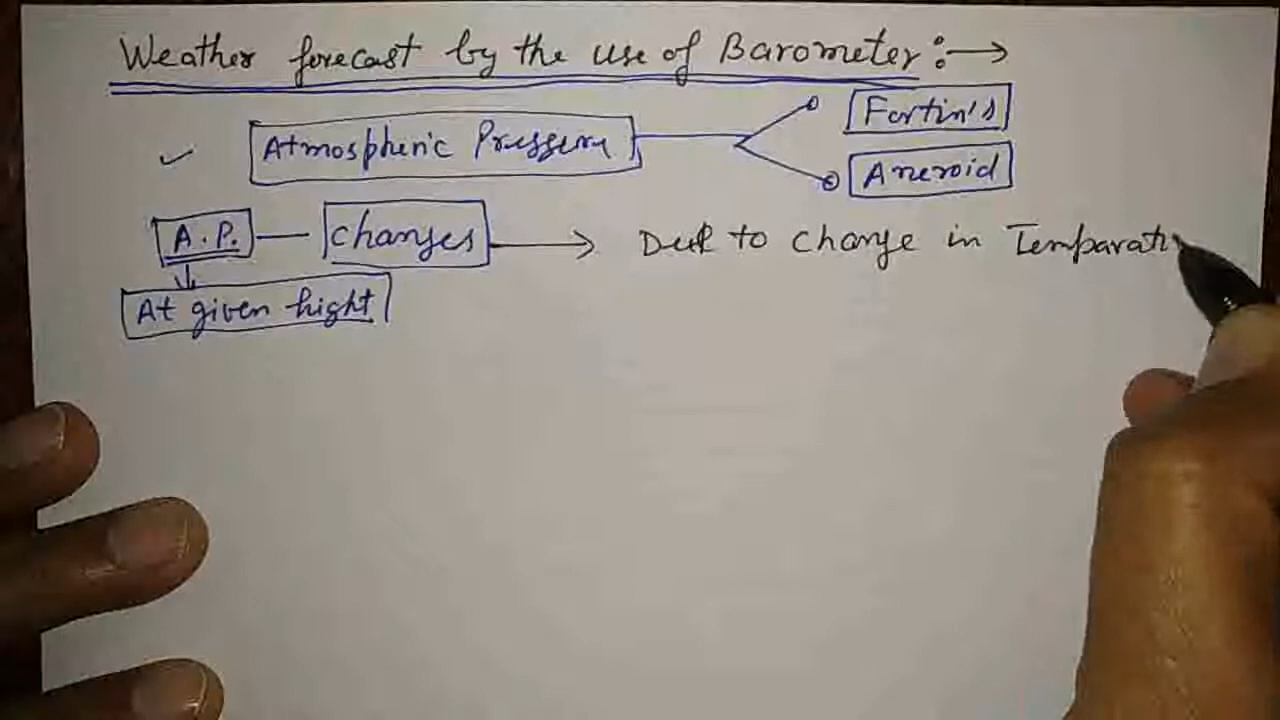 Weather forecast by the use of Barometer :→
Fortin's
✓ Atmospheric Pressure
Aneroid
A.P. — Changes → Due to change in Temparatu
At given hight